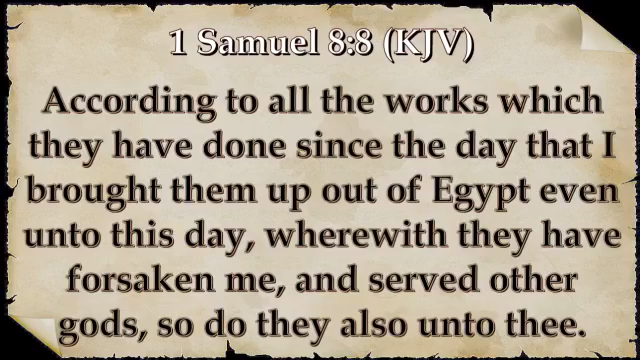 1 Samuel 8:8 (KJV)
According to all the works which
they have done since the day that I
brought them up out of Egypt even
unto this day, wherewith they have
forsaken me, and served other
gods, so do they also unto thee.